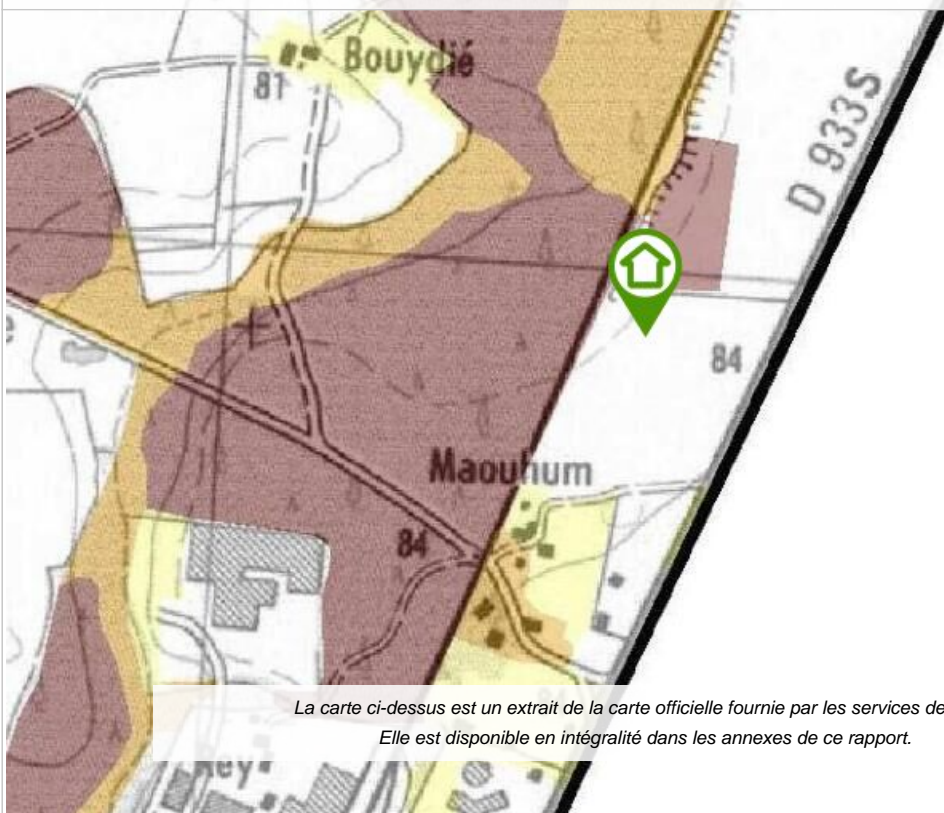 Bouydié
81
D 933S
84
Maouhum
84
La carte ci-dessus est un extrait de la carte officielle fournie par les services de
Elle est disponible en intégralité dans les annexes de ce rapport.
Rey